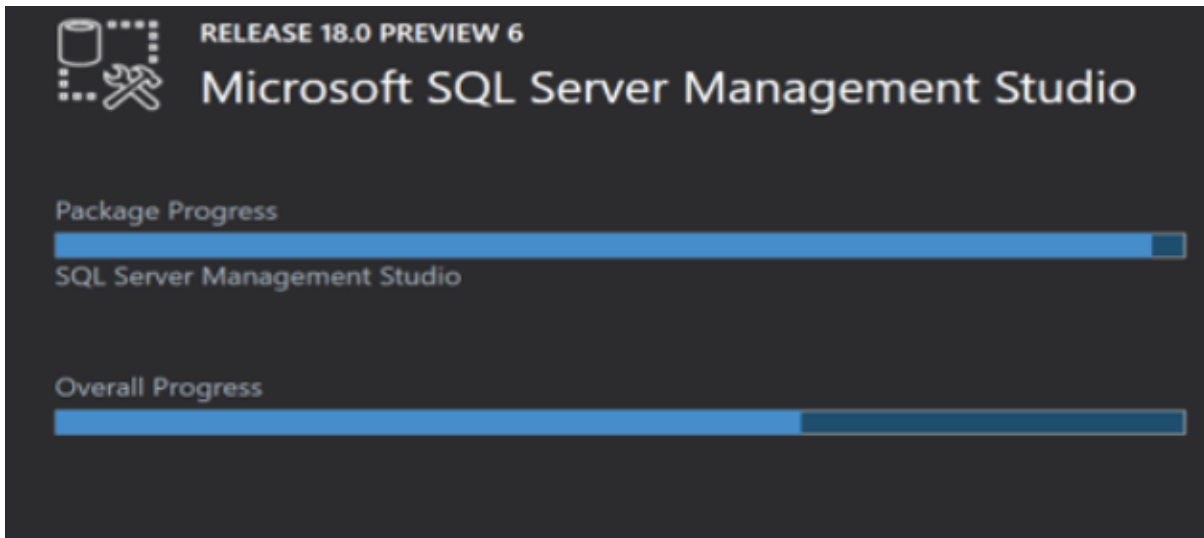 RELEASE 18.0 PREVIEW 6
Microsoft SQL Server Management Studio
Package Progress
SQL Server Management Studio
Overall Progress